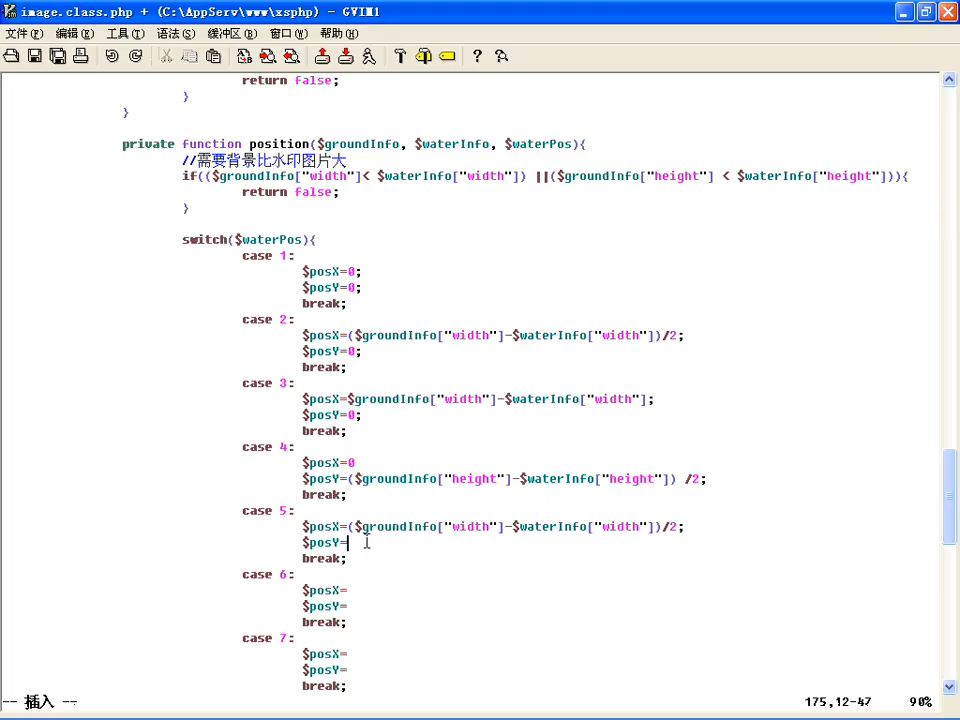 image.class.php + (C:\AppServ\www\xsphp) - GVIM1
文件(F) 编辑(E) 工具(T) 语法(S) 缓冲区(B) 窗口(W) 帮助(H)
return false;
}
}
private function position($groundInfo, $waterInfo, $waterPos){
//需要背景比水印图片大
if(($groundInfo["width"]< $waterInfo["width"]) ||($groundInfo["height"] < $waterInfo["height"])){
return false;
}
switch($waterPos){
case 1:
$posX=0;
$posY=0;
break;
case 2:
$posX=($groundInfo["width"]-$waterInfo["width"])/2;
$posY=0;
break;
case 3:
$posX=$groundInfo["width"]-$waterInfo["width"];
$posY=0;
break;
case 4:
$posX=0
$posY=($groundInfo["height"]-$waterInfo["height"]) /2;
break;
case 5:
$posX=($groundInfo["width"]-$waterInfo["width"])/2;
$posY=
break;
case 6:
$posX=
$posY=
break;
case 7:
$posX=
$posY=
break;
-- 插入 -- 175,12-47 90%